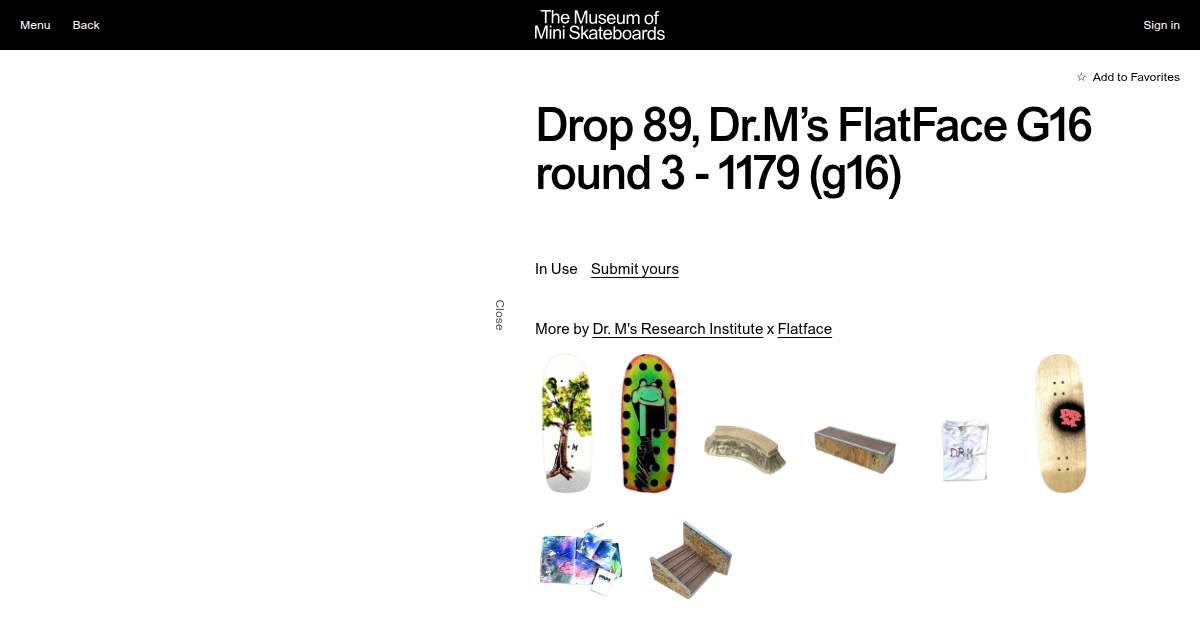 Menu
Back
The Museum of
Mini Skateboards
Sign in
☆ Add to Favorites
Drop 89, Dr.M’s FlatFace G16
round 3 - 1179 (g16)
In Use Submit yours
Close
More by Dr. M's Research Institute x Flatface
DR.M